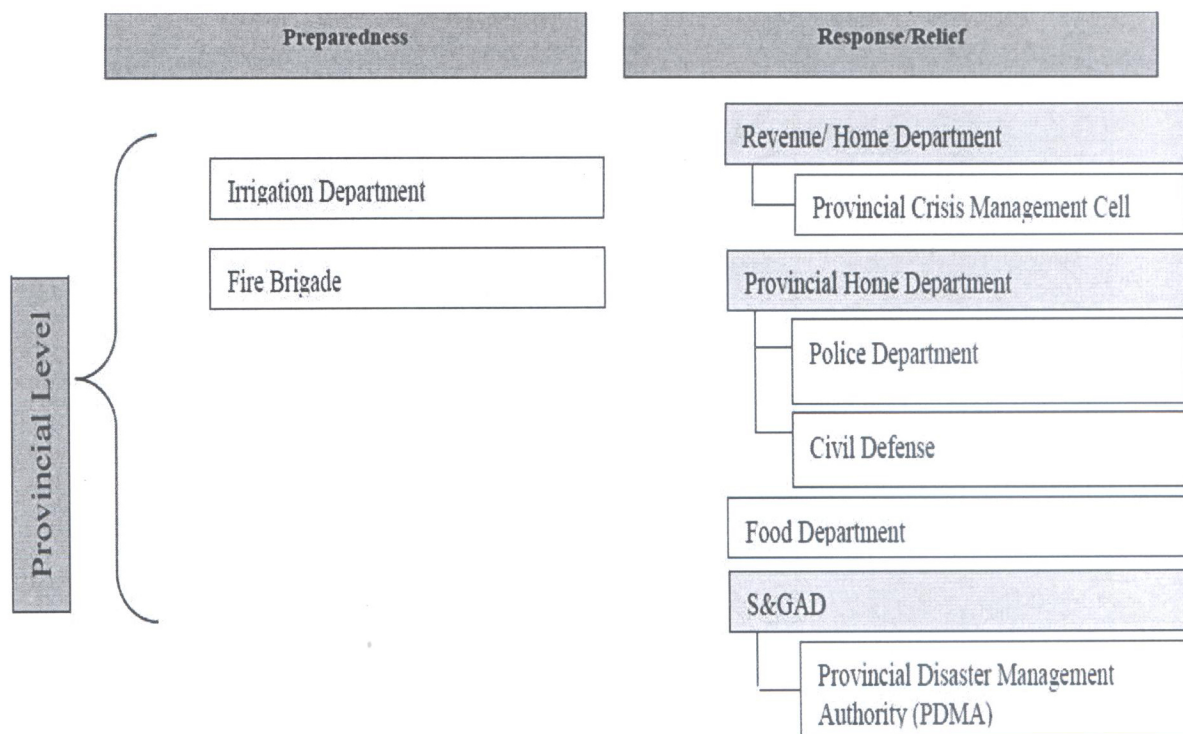 Preparedness
Response/Relief
Provincial Level
Irrigation Department
Fire Brigade
Revenue/ Home Department
Provincial Crisis Management Cell
Provincial Home Department
Police Department
Civil Defense
Food Department
S&GAD
Provincial Disaster Management
Authority (PDMA)